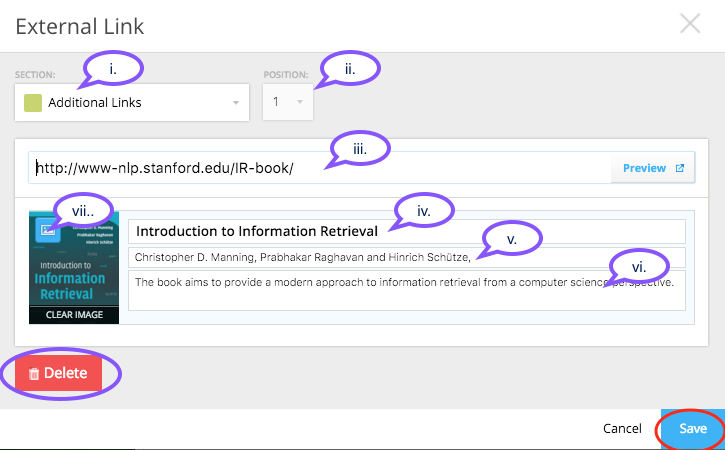 External Link
i.
ii.
SECTION:
POSITION:
Additional Links
1
iii.
http://www-nlp.stanford.edu/IR-book/
Preview
vii..
iv.
Christopher D. Manning
Prabhakar Raghavan
Hinrich Schütze
Introduction to
Information
Retrieval
CLEAR IMAGE
Introduction to Information Retrieval
v.
Christopher D. Manning, Prabhakar Raghavan and Hinrich Schütze,
vi.
The book aims to provide a modern approach to information retrieval from a computer science perspective.
Delete
Cancel
Save